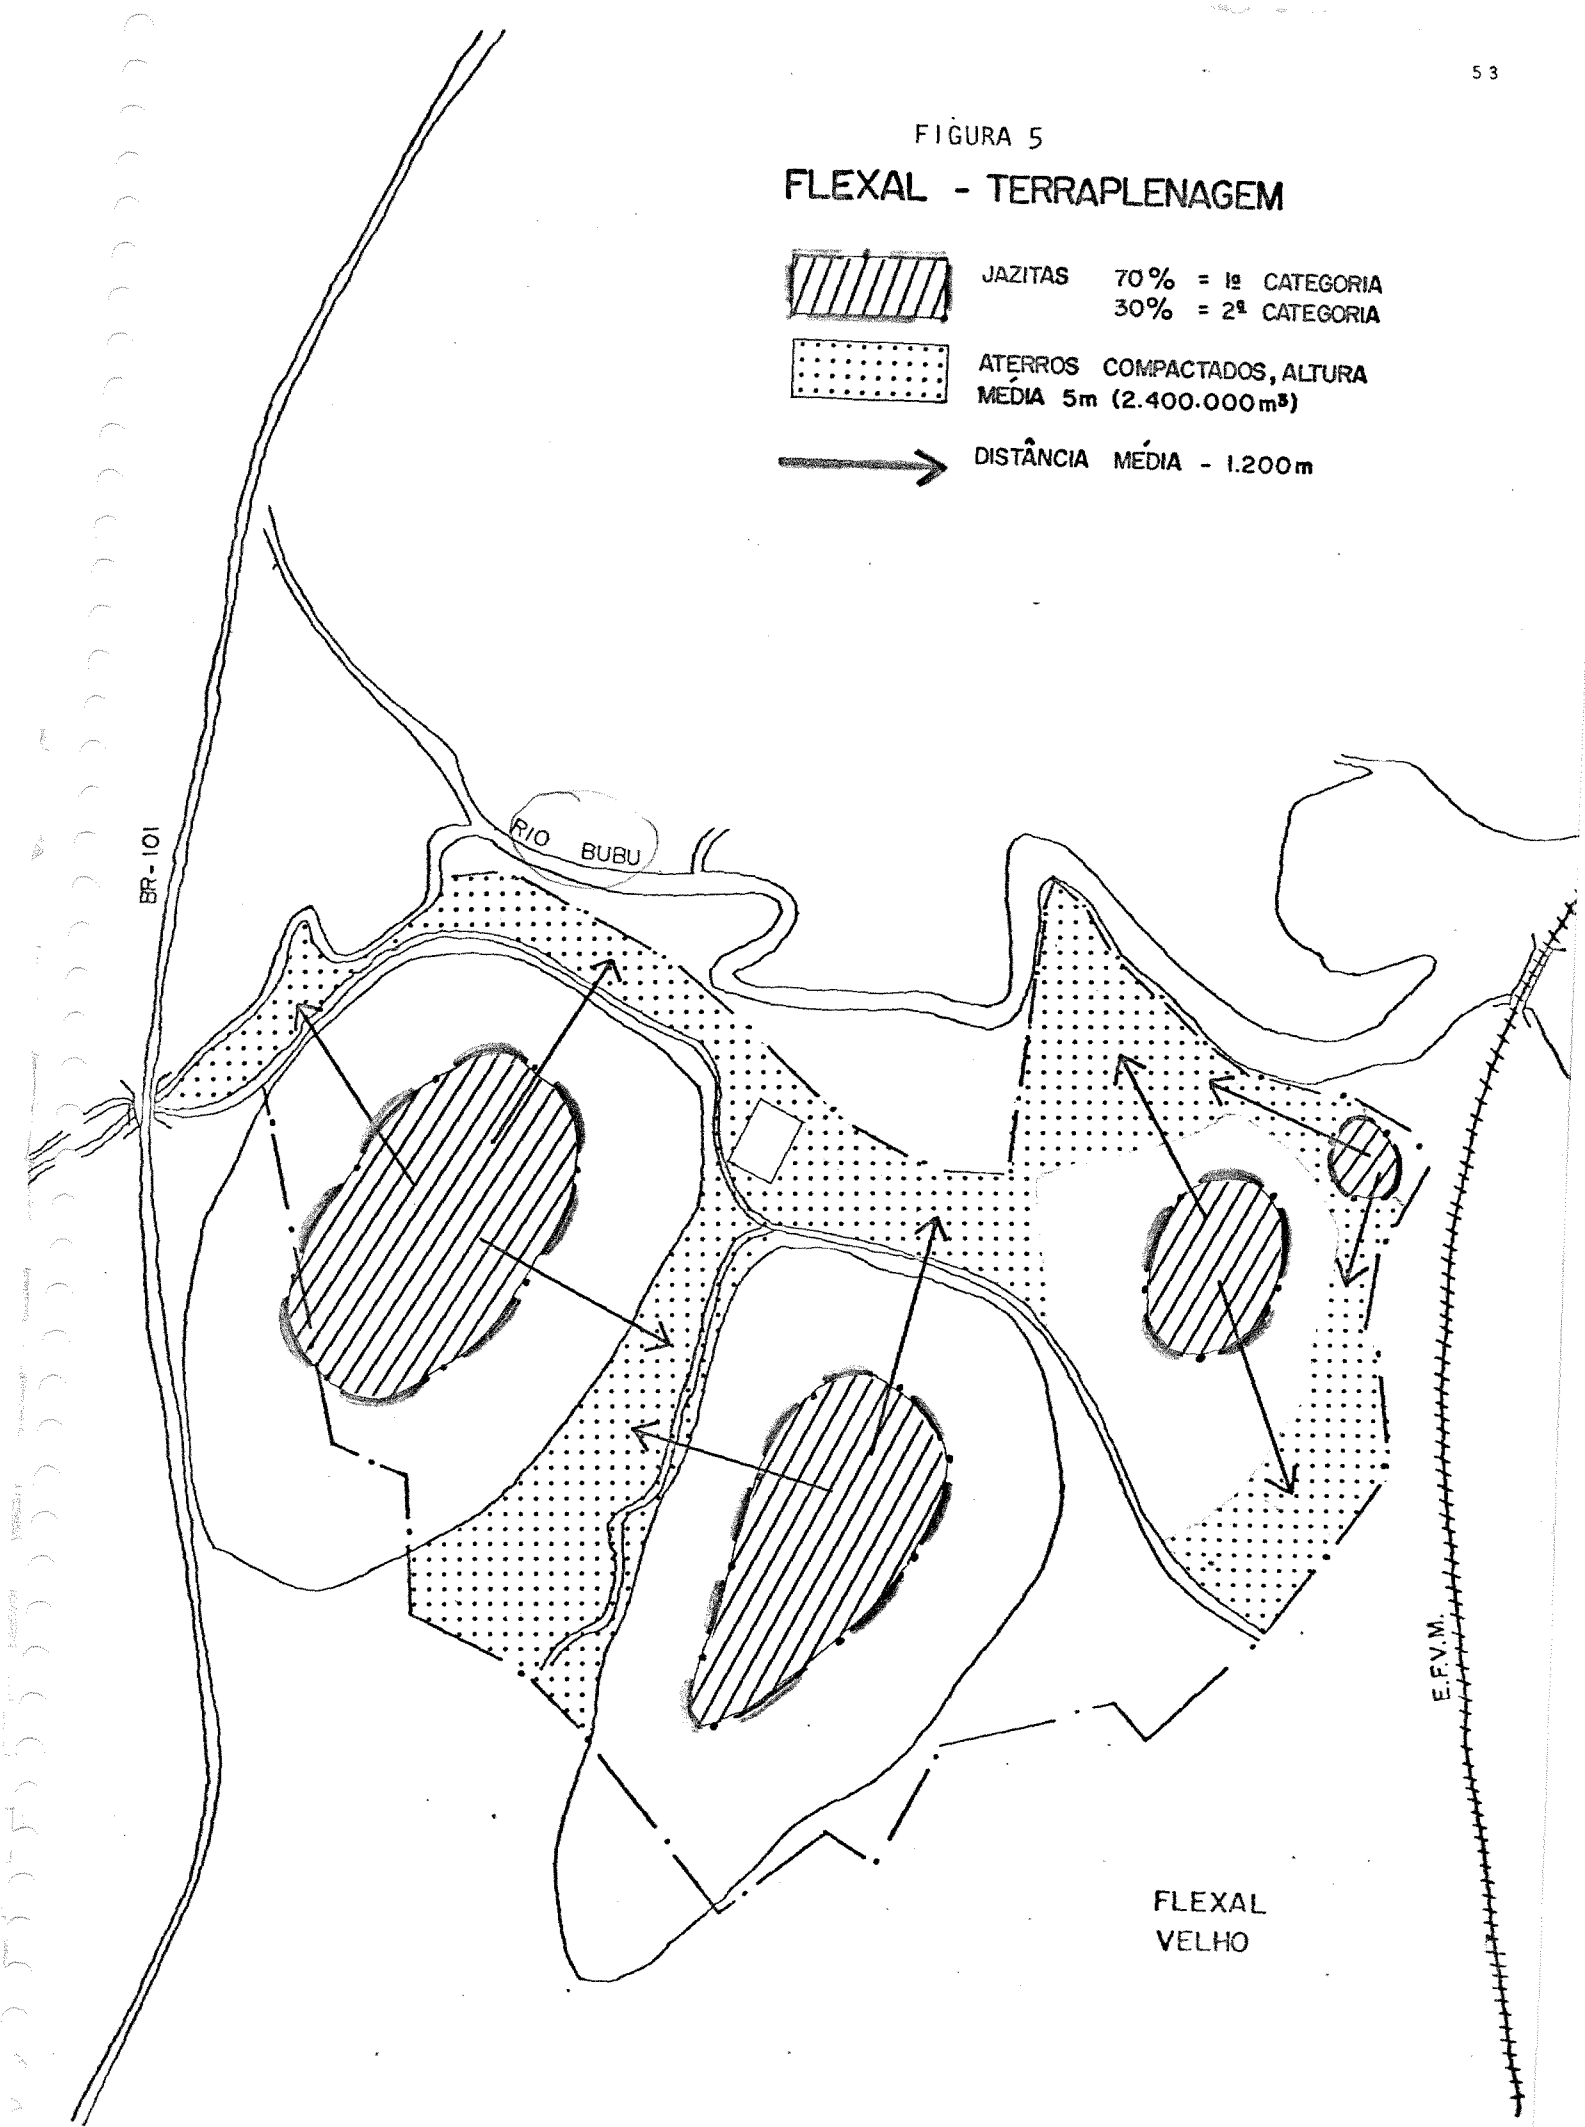 53
FIGURA 5
FLEXAL - TERRAPLENAGEM
JAZITAS 70% = 1ª CATEGORIA
30% = 2ª CATEGORIA
ATERROS COMPACTADOS, ALTURA
MÉDIA 5m (2.400.000m³)
DISTÂNCIA MÉDIA - 1.200m
BR-101
RIO BUBU
E.F.V.M.
FLEXAL
VELHO